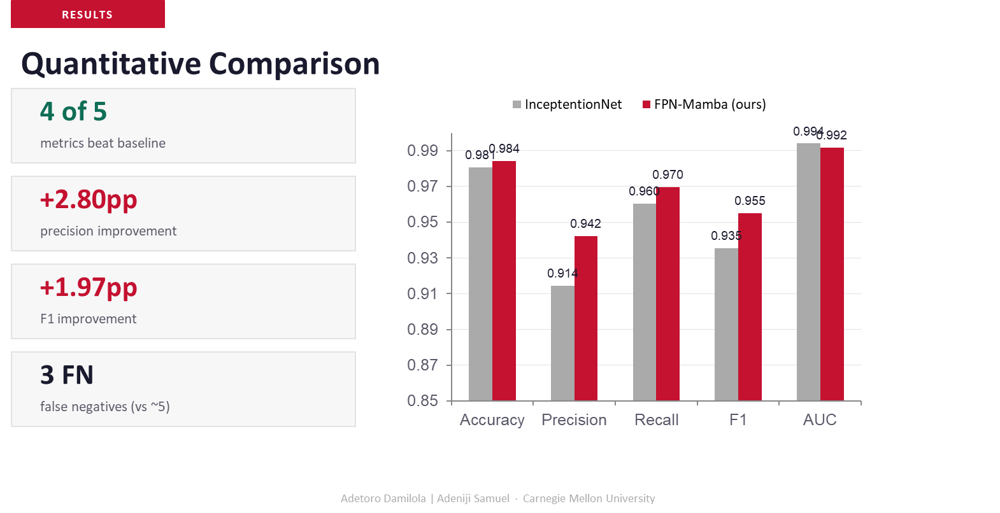 RESULTS
Quantitative Comparison
4 of 5
metrics beat baseline
+2.80pp
precision improvement
+1.97pp
F1 improvement
3 FN
false negatives (vs ~5)
InceptentionNet FPN-Mamba (ours)
0.99
0.97
0.95
0.93
0.91
0.89
0.87
0.85
0.981 0.984
0.914 0.942
0.960 0.970
0.935 0.955
0.994 0.992
Accuracy Precision Recall F1 AUC
Adetoro Damilola | Adeniji Samuel · Carnegie Mellon University